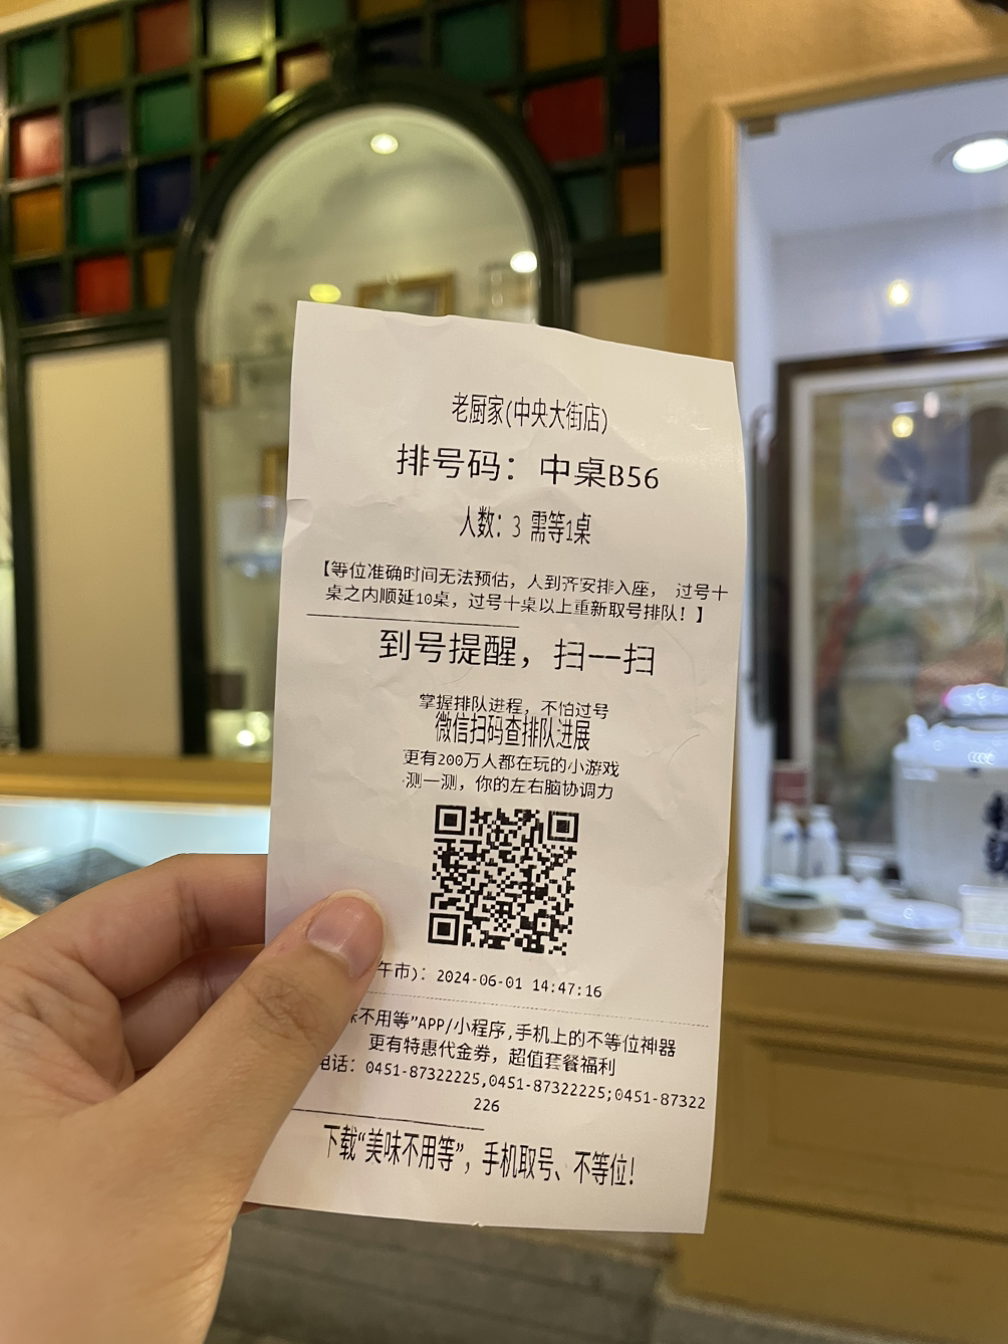 老厨家(中央大街店)
排号码：中桌B56
人数：3 需等1桌
【等位准确时间无法预估，人到齐安排入座， 过号十
桌之内顺延10桌，过号十桌以上重新取号排队！】
到号提醒，扫一扫
掌握排队进程，不怕过号
微信扫码查排队进展
更有200万人都在玩的小游戏
测一测，你的左右脑协调力
午市)：2024-06-01 14:47:16
味不用等"APP/小程序,手机上的不等位神器
更有特惠代金券，超值套餐福利
电话：0451-87322225,0451-87322225;0451-87322
226
下载“美味不用等”，手机取号、不等位！